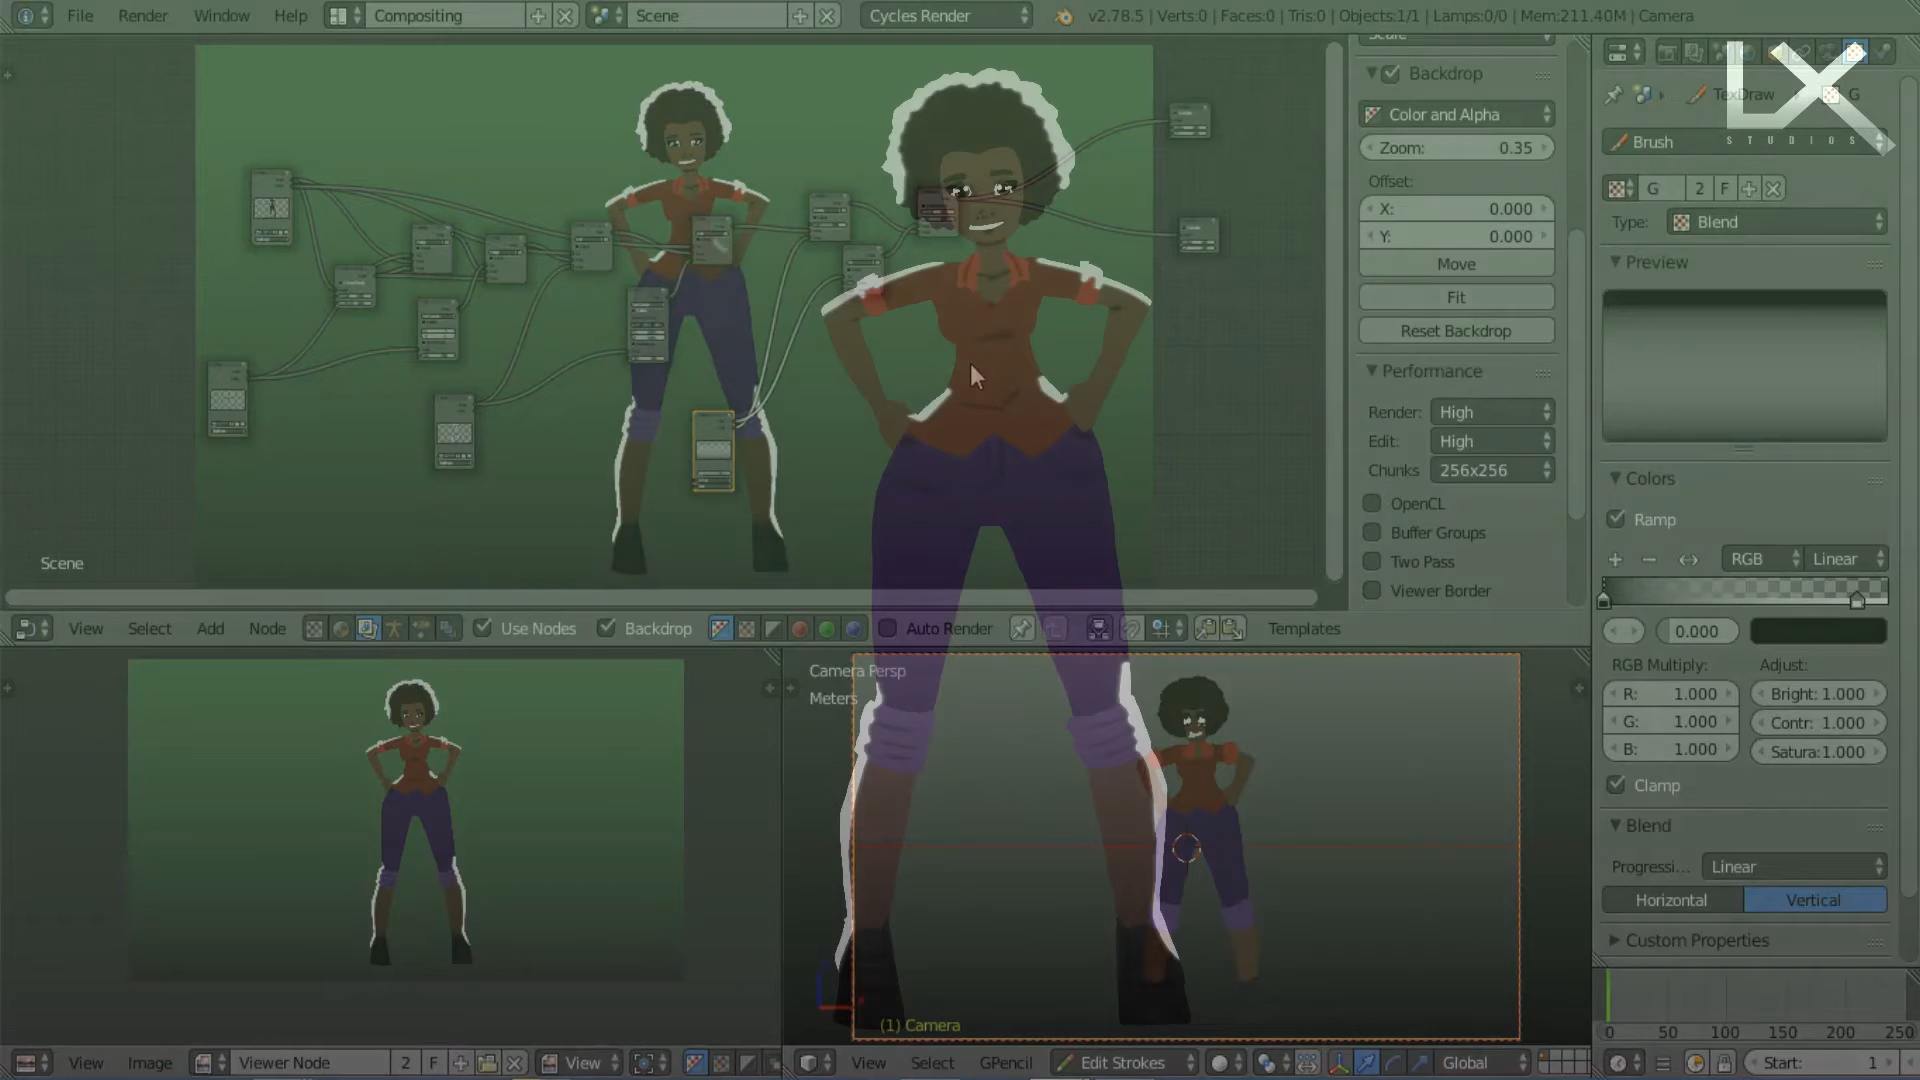 File Render Window Help Compositing Scene Cycles Render v2.78.5 | Verts:0 | Faces:0 | Tris:0 | Objects:1/1 | Lamps:0/0 | Mem:211.40M | Camera
LX
STUDIOS
Scale
Backdrop
Color and Alpha
Zoom: 0.35
Offset:
X: 0.000
Y: 0.000
Move
Fit
Reset Backdrop
Performance
Render: High
Edit: High
Chunks 256x256
OpenCL
Buffer Groups
Two Pass
Viewer Border
TexDraw G
Brush
G 2 F
Type: Blend
Preview
Colors
Ramp
RGB Linear
0.000
RGB Multiply: Adjust:
R: 1.000 Bright: 1.000
G: 1.000 Contr: 1.000
B: 1.000 Satura:1.000
Clamp
Blend
Progressi... Linear
Horizontal Vertical
Custom Properties
Scene
View Select Add Node Use Nodes Backdrop Auto Render Templates
Camera Persp
Meters
(1) Camera
0 50 100 150 200 250
View Image Viewer Node 2 F View
View Select GPencil Edit Strokes Global
Start: 1